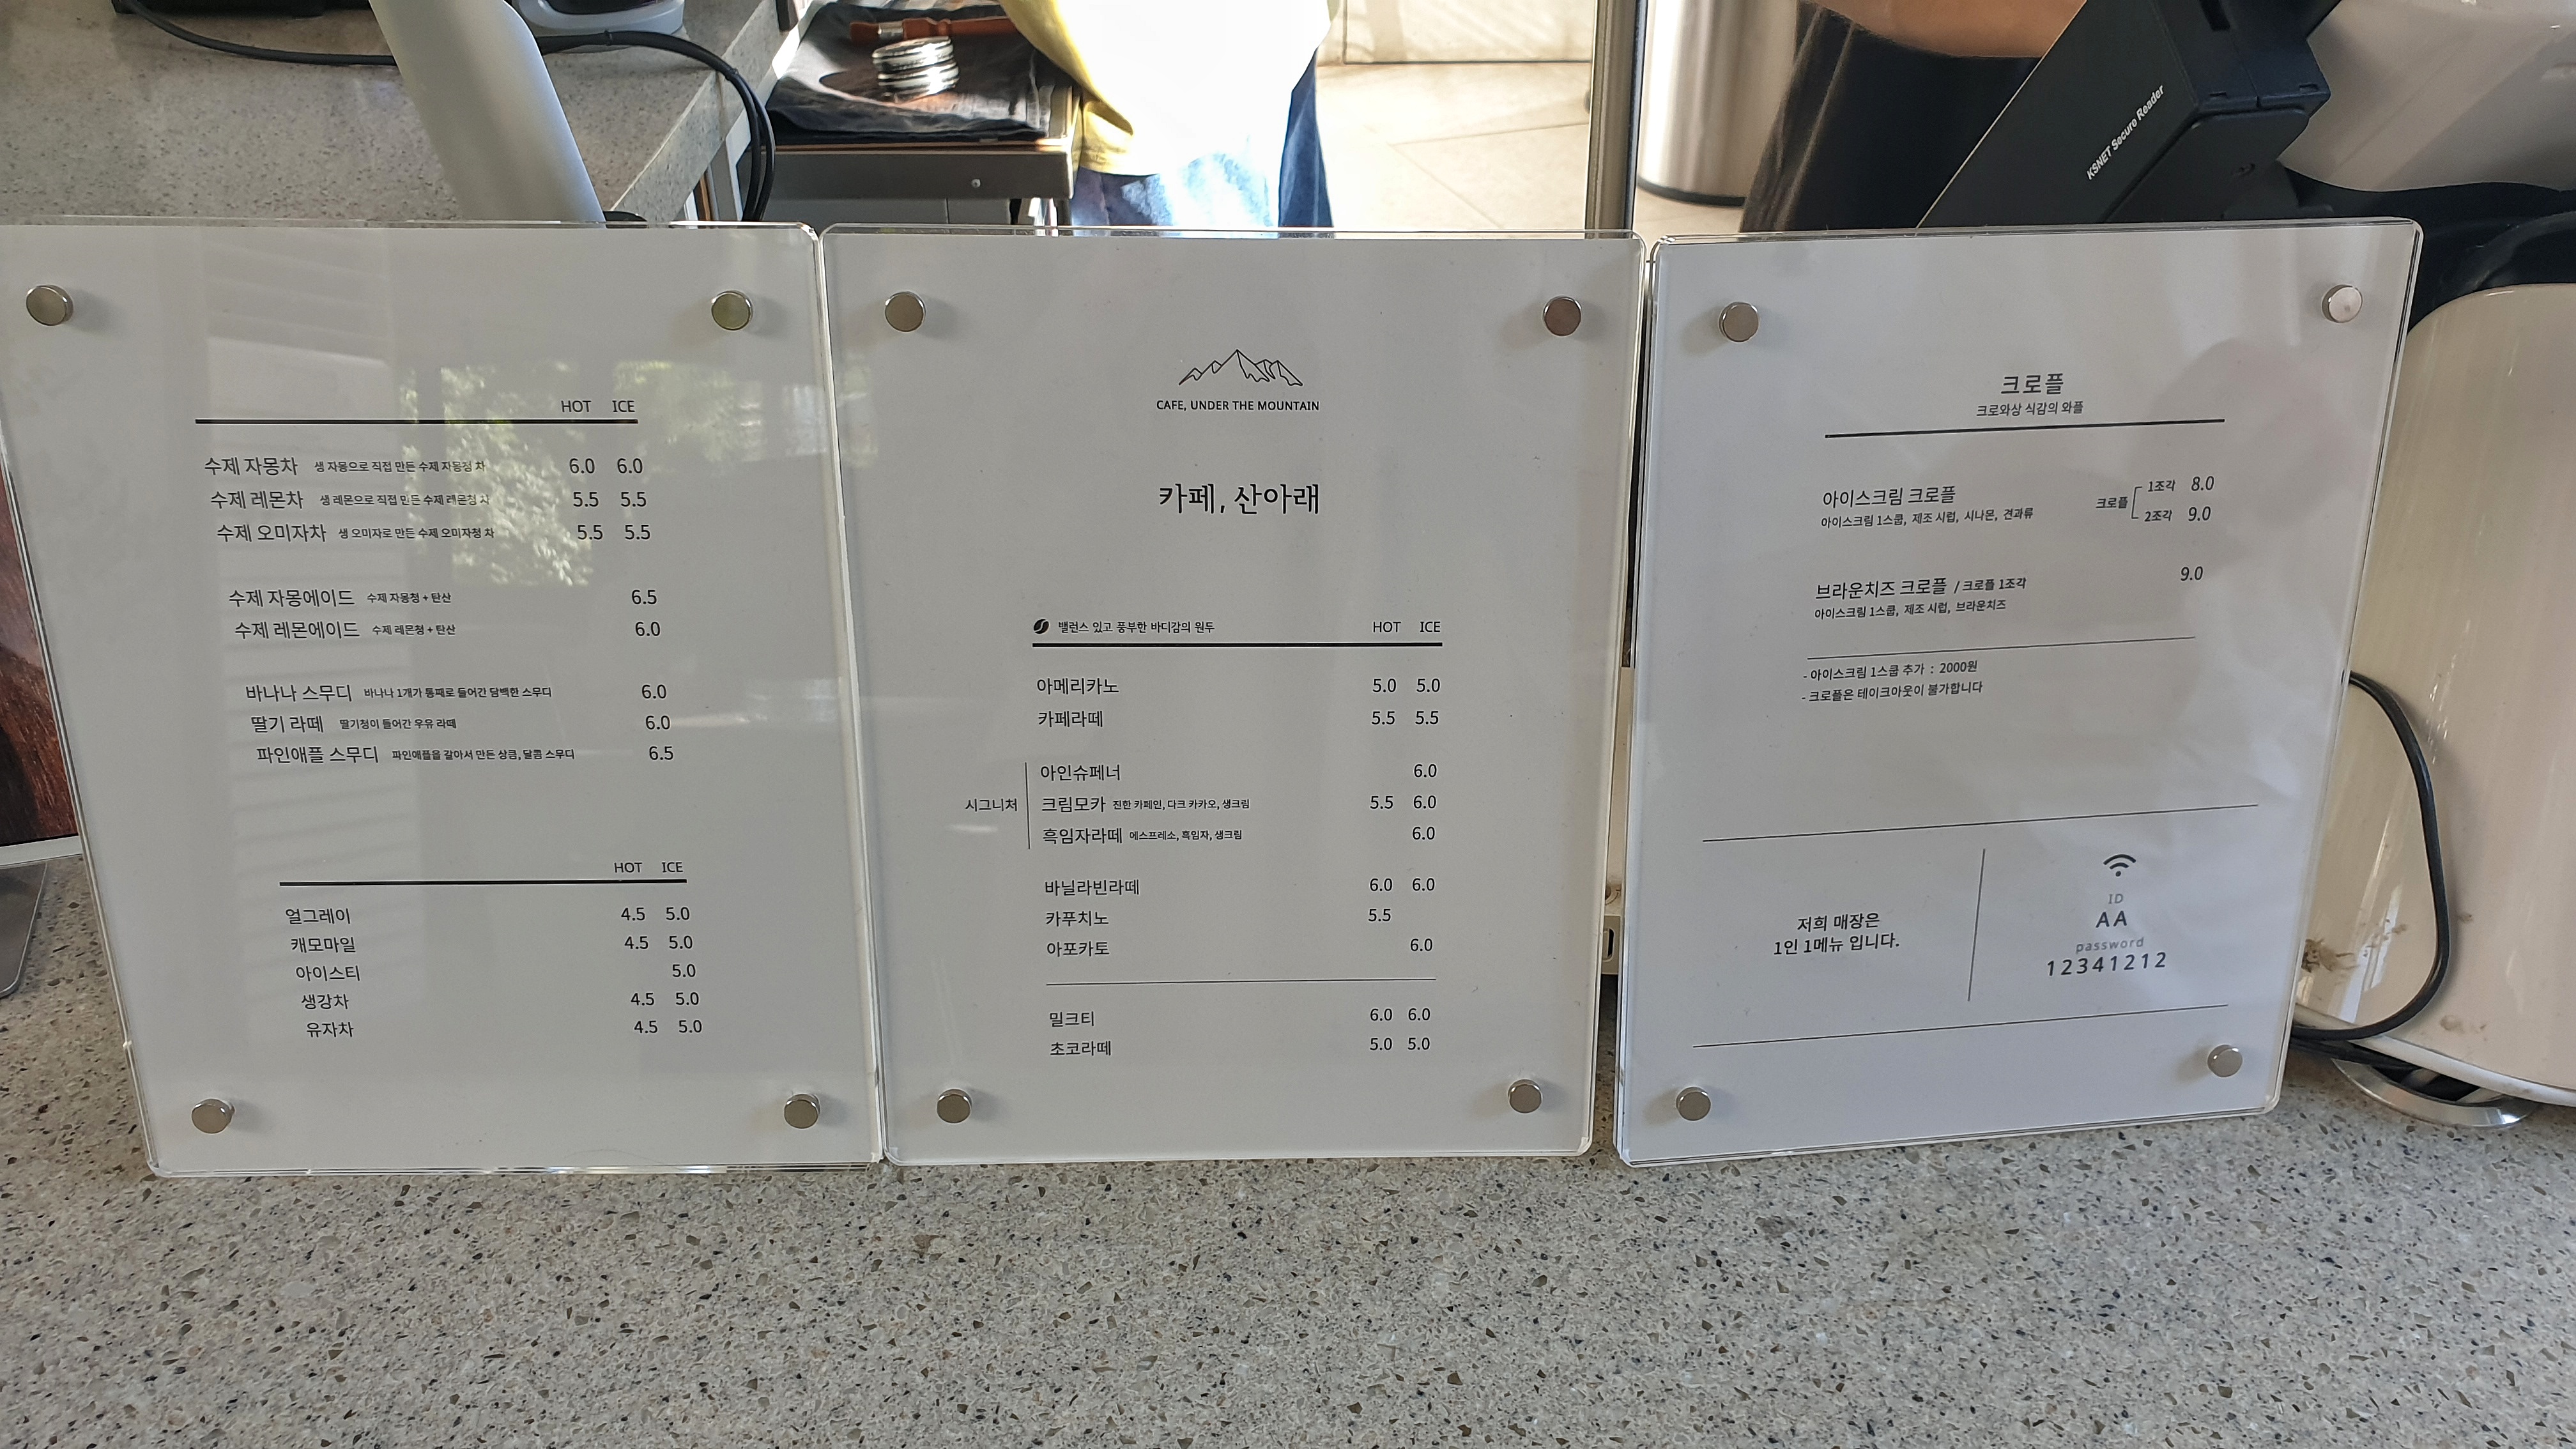 KSNET Secure Reader
HOT ICE
수제 자몽차 생 자몽으로 직접 만든 수제 자몽청 차 6.0 6.0
수제 레몬차 생 레몬으로 직접 만든 수제 레몬청 차 5.5 5.5
수제 오미자차 생 오미자로 만든 수제 오미자청 차 5.5 5.5
수제 자몽에이드 수제 자몽청 + 탄산 6.5
수제 레몬에이드 수제 레몬청 + 탄산 6.0
바나나 스무디 바나나 1개가 통째로 들어간 담백한 스무디 6.0
딸기 라떼 딸기청이 들어간 우유 라떼 6.0
파인애플 스무디 파인애플을 갈아서 만든 상큼, 달콤 스무디 6.5
HOT ICE
얼그레이 4.5 5.0
캐모마일 4.5 5.0
아이스티 5.0
생강차 4.5 5.0
유자차 4.5 5.0
CAFE, UNDER THE MOUNTAIN
카페, 산아래
밸런스 있고 풍부한 바디감의 원두 HOT ICE
아메리카노 5.0 5.0
카페라떼 5.5 5.5
아인슈페너 6.0
시그니처 크림모카 진한 카페인, 다크 카카오, 생크림 5.5 6.0
흑임자라떼 에스프레소, 흑임자, 생크림 6.0
바닐라빈라떼 6.0 6.0
카푸치노 5.5
아포카토 6.0
밀크티 6.0 6.0
초코라떼 5.0 5.0
크로플
크로와상 식감의 와플
아이스크림 크로플 크로플 1조각 8.0
아이스크림 1스쿱, 제조 시럽, 시나몬, 견과류 2조각 9.0
브라운치즈 크로플 / 크로플 1조각 9.0
아이스크림 1스쿱, 제조 시럽, 브라운치즈
- 아이스크림 1스쿱 추가 : 2000원
- 크로플은 테이크아웃이 불가합니다
저희 매장은
1인 1메뉴 입니다.
ID
AA
password
12341212